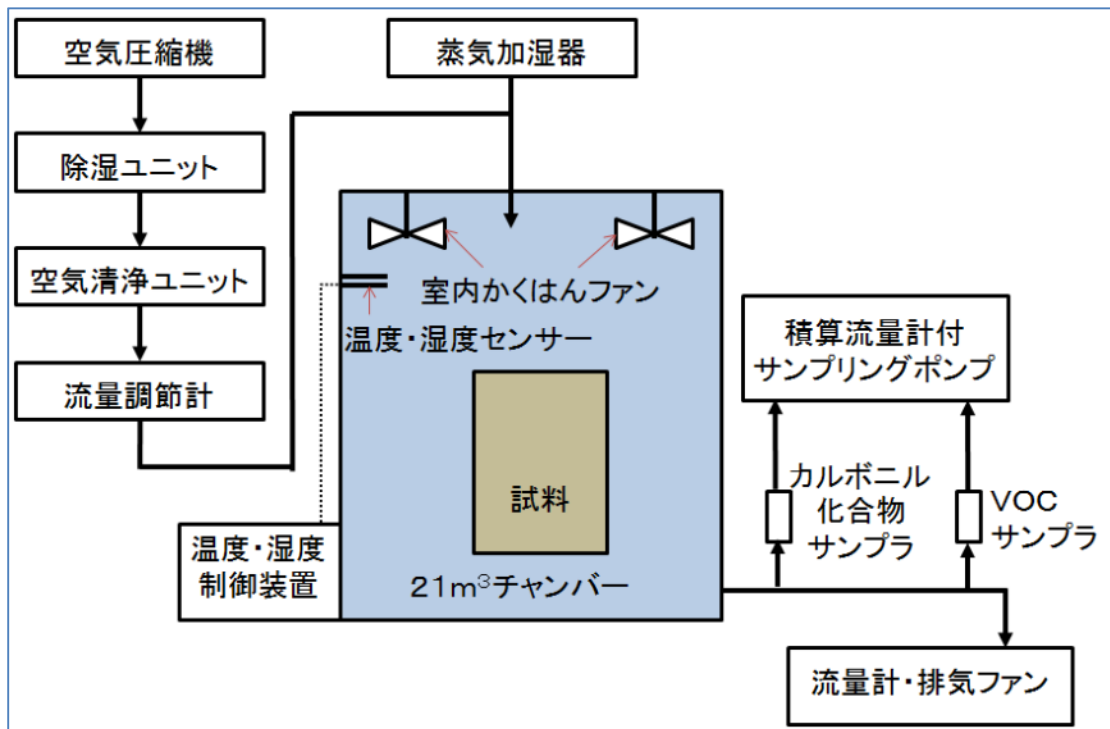 空気圧縮機
除湿ユニット
空気清浄ユニット
流量調節計
蒸気加湿器
室内かくはんファン
温度・湿度センサー
試料
21m³チャンバー
温度・湿度
制御装置
積算流量計付
サンプリングポンプ
カルボニル
化合物
サンプラ
VOC
サンプラ
流量計・排気ファン